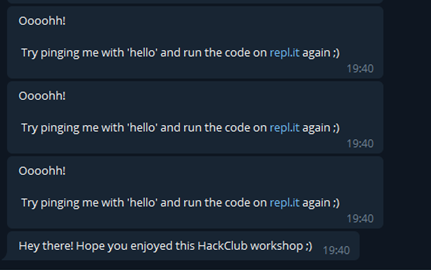 Oooohh!
Try pinging me with 'hello' and run the code on repl.it again ;)
19:40
Oooohh!
Try pinging me with 'hello' and run the code on repl.it again ;)
19:40
Oooohh!
Try pinging me with 'hello' and run the code on repl.it again ;)
19:40
Hey there! Hope you enjoyed this HackClub workshop ;) 19:40